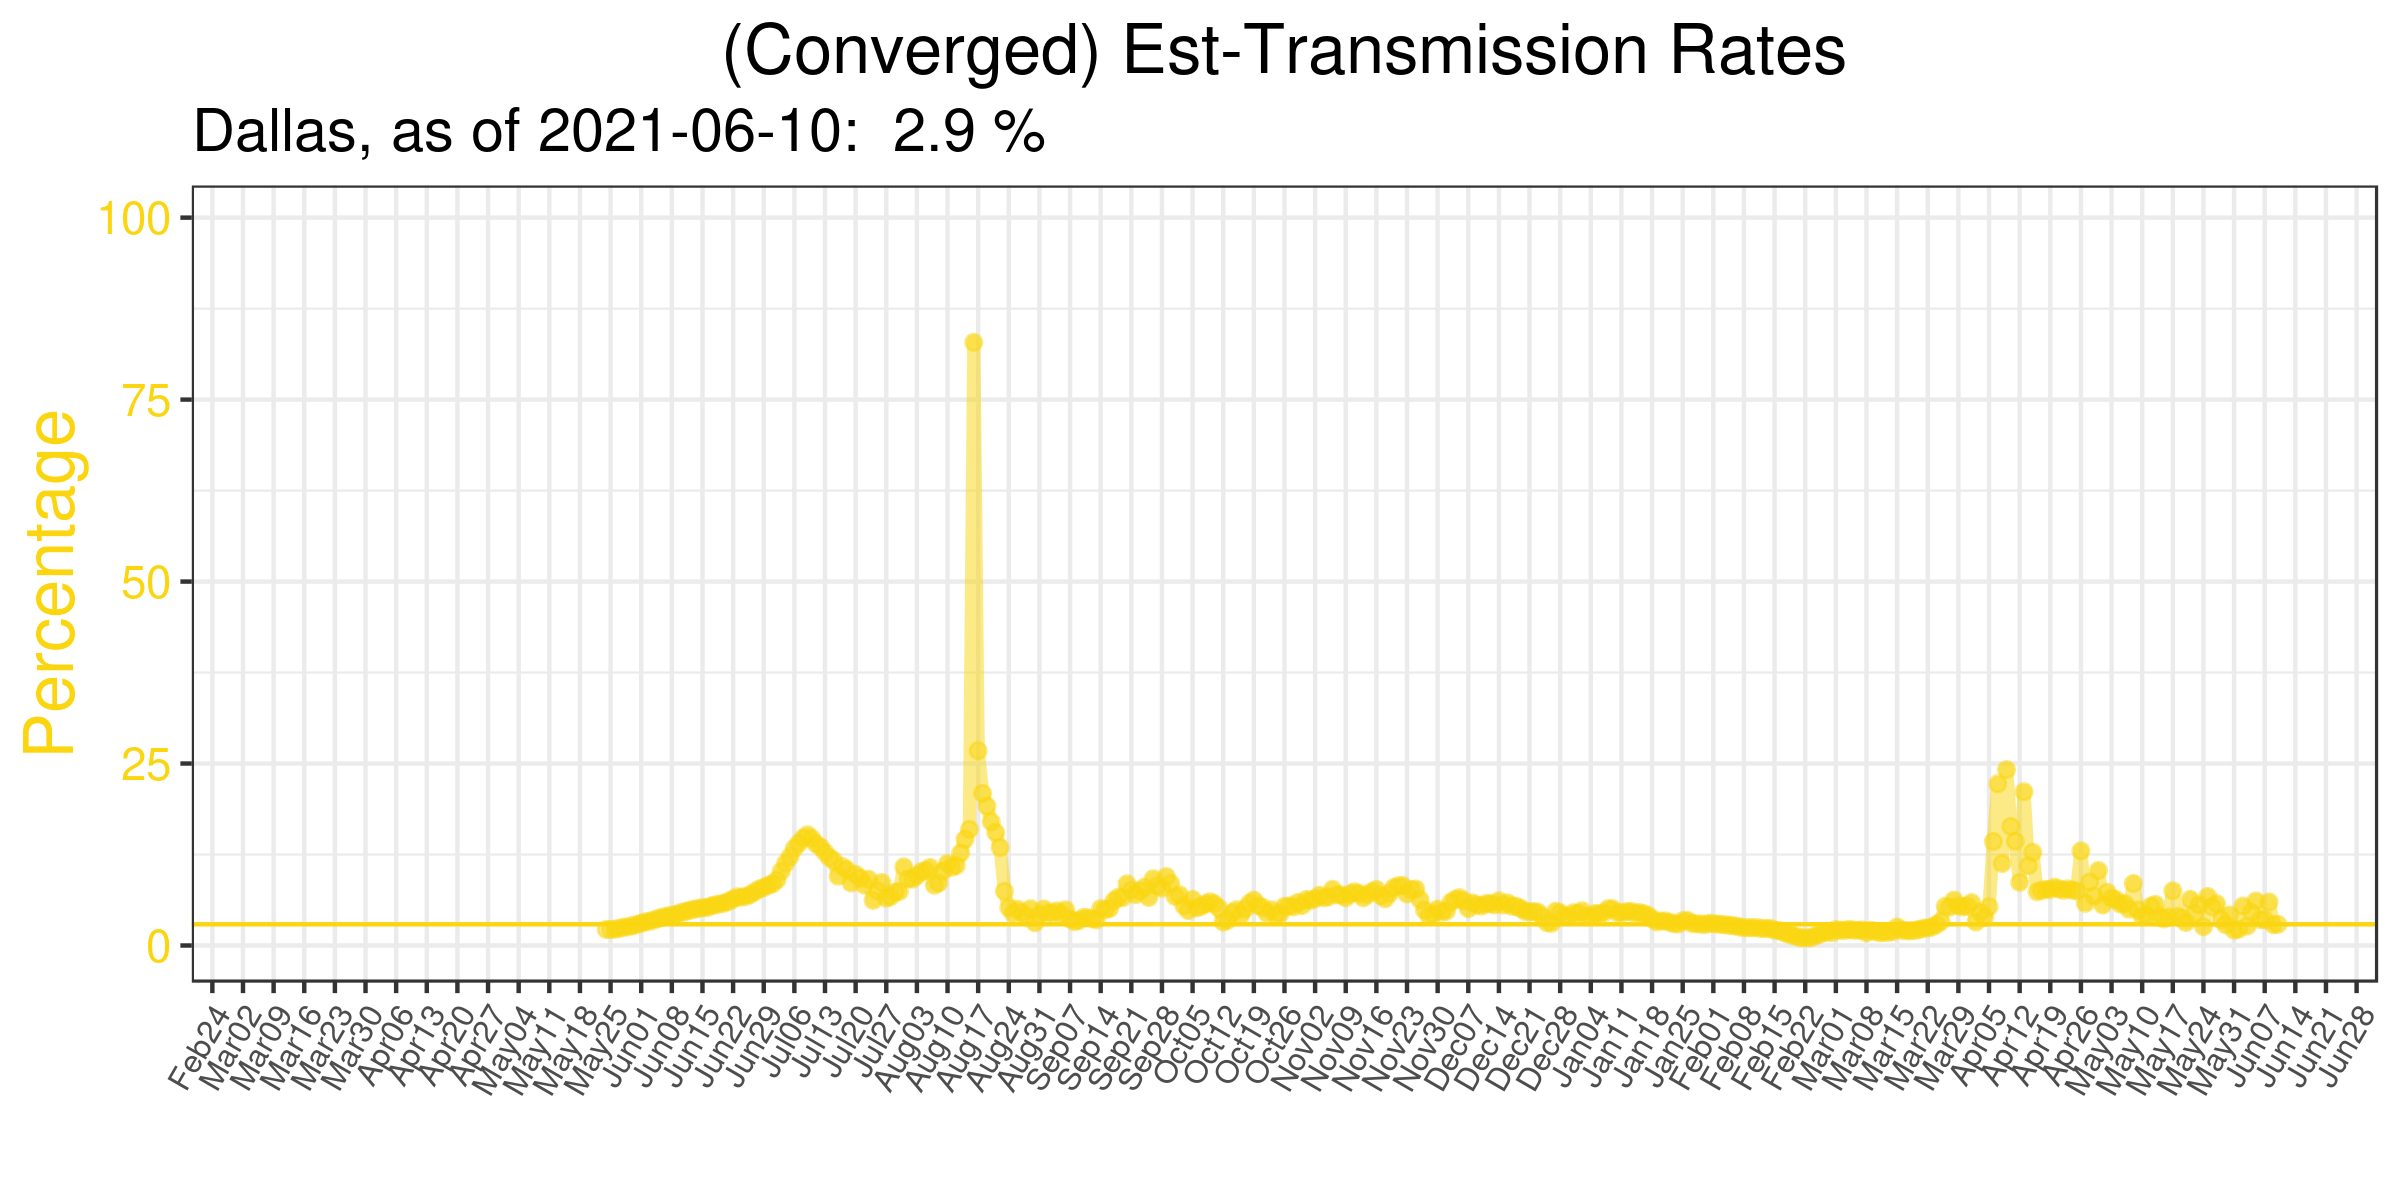 (Converged) Est-Transmission Rates
Dallas, as of 2021-06-10:  2.9 %
Percentage
100
75
50
25
0
Feb24
Mar02
Mar09
Mar16
Mar23
Mar30
Apr06
Apr13
Apr20
Apr27
May04
May11
May18
May25
Jun01
Jun08
Jun15
Jun22
Jun29
Jul06
Jul13
Jul20
Jul27
Aug03
Aug10
Aug17
Aug24
Aug31
Sep07
Sep14
Sep21
Sep28
Oct05
Oct12
Oct19
Oct26
Nov02
Nov09
Nov16
Nov23
Nov30
Dec07
Dec14
Dec21
Dec28
Jan04
Jan11
Jan18
Jan25
Feb01
Feb08
Feb15
Feb22
Mar01
Mar08
Mar15
Mar22
Mar29
Apr05
Apr12
Apr19
Apr26
May03
May10
May17
May24
May31
Jun07
Jun14
Jun21
Jun28